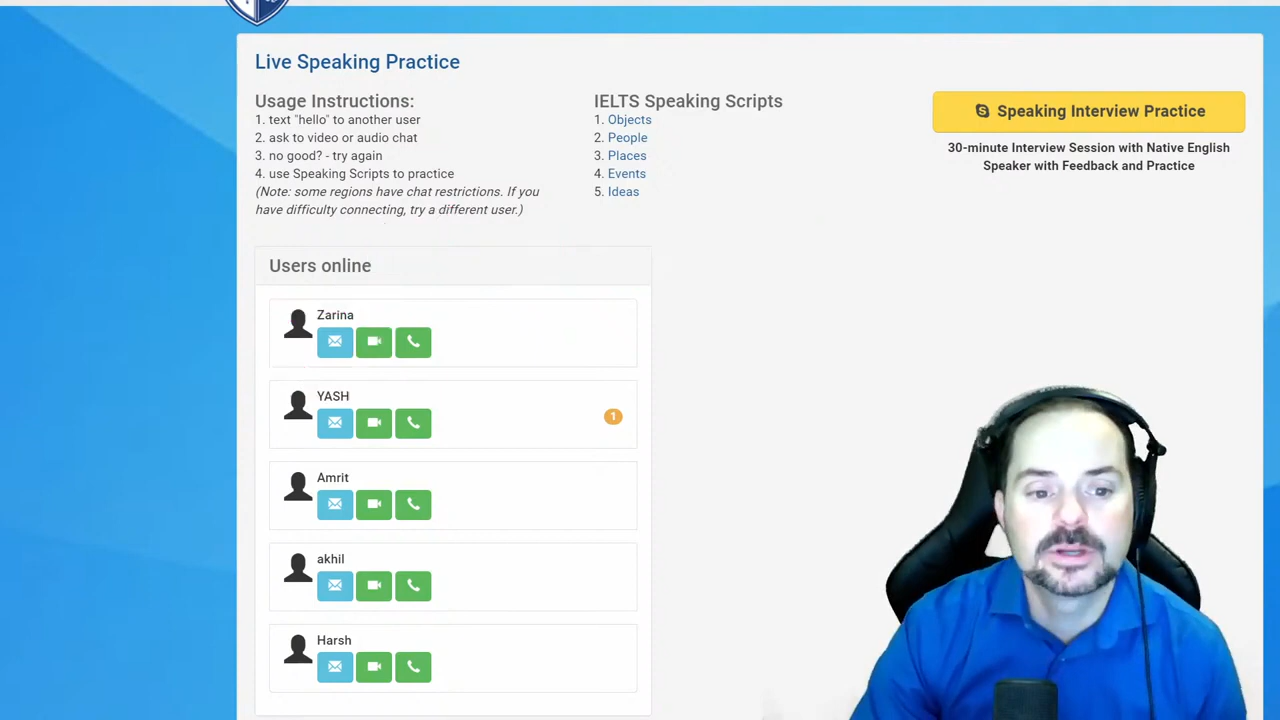 Live Speaking Practice
Usage Instructions:
1. text "hello" to another user
2. ask to video or audio chat
3. no good? - try again
4. use Speaking Scripts to practice
(Note: some regions have chat restrictions. If you
have difficulty connecting, try a different user.)
IELTS Speaking Scripts
1. Objects
2. People
3. Places
4. Events
5. Ideas
Speaking Interview Practice
30-minute Interview Session with Native English
Speaker with Feedback and Practice
Users online
Zarina
YASH
1
Amrit
akhil
Harsh